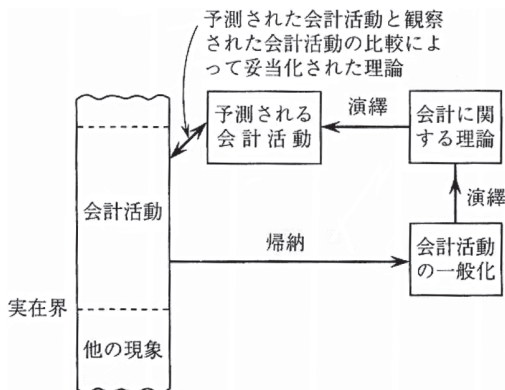 予測された会計活動と観察
された会計活動の比較によ
って妥当化された理論
予測される
会計活動
演繹
会計に関
する理論
演繹
会計活動
帰納
会計活動
の一般化
実在界
他の現象